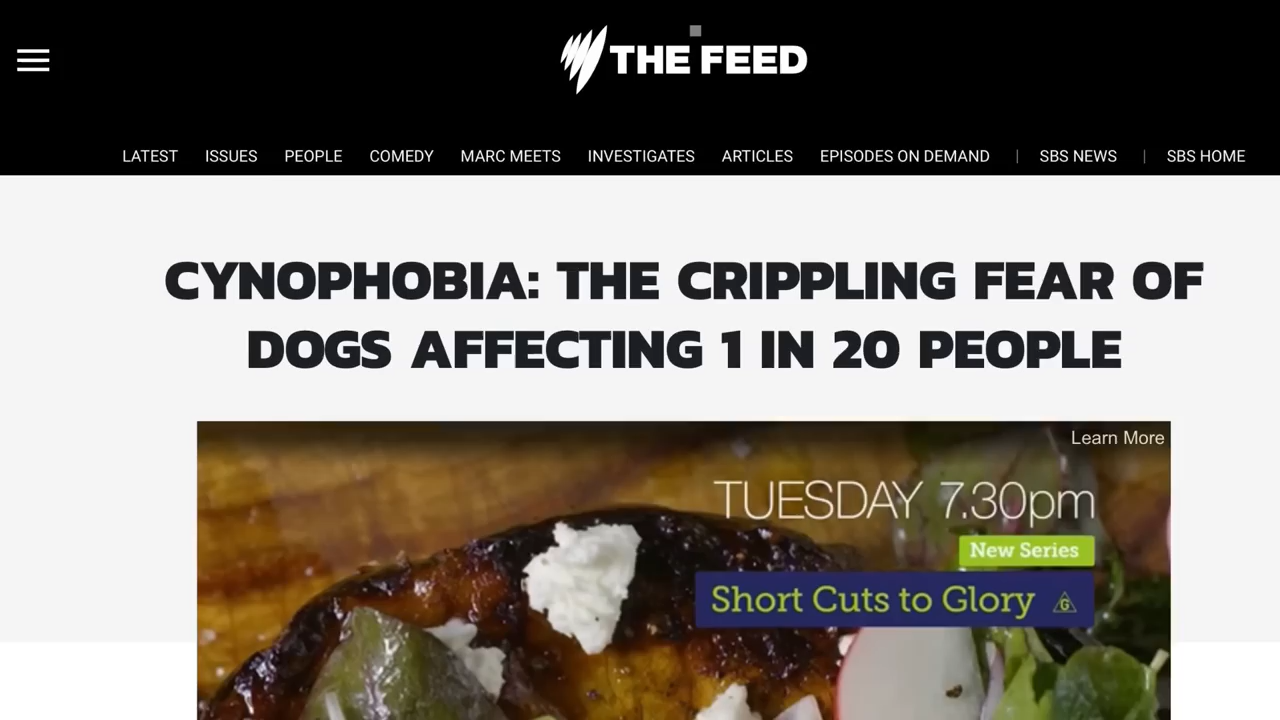 THE FEED
LATEST ISSUES PEOPLE COMEDY MARC MEETS INVESTIGATES ARTICLES EPISODES ON DEMAND | SBS NEWS | SBS HOME
CYNOPHOBIA: THE CRIPPLING FEAR OF
DOGS AFFECTING 1 IN 20 PEOPLE
Learn More
TUESDAY 7.30pm
New Series
Short Cuts to Glory G